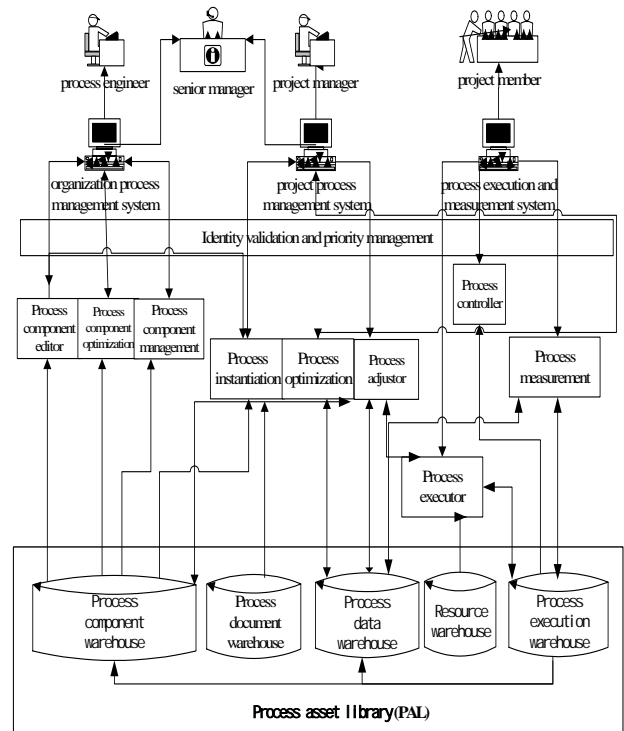 process engineer
senior manager
project manager
project member
organization process
management system
project process
management system
process execution and
measurement system
Identity validation and priority management
Process
component
editor
Process
component
optimization
Process
component
management
Process
controller
Process
instantiation
Process
optimization
Process
adjustor
Process
measurement
Process
executor
Process
component
warehouse
Process
document
warehouse
Process
data
warehouse
Resource
warehouse
Process
execution
warehouse
Process asset library(PAL)